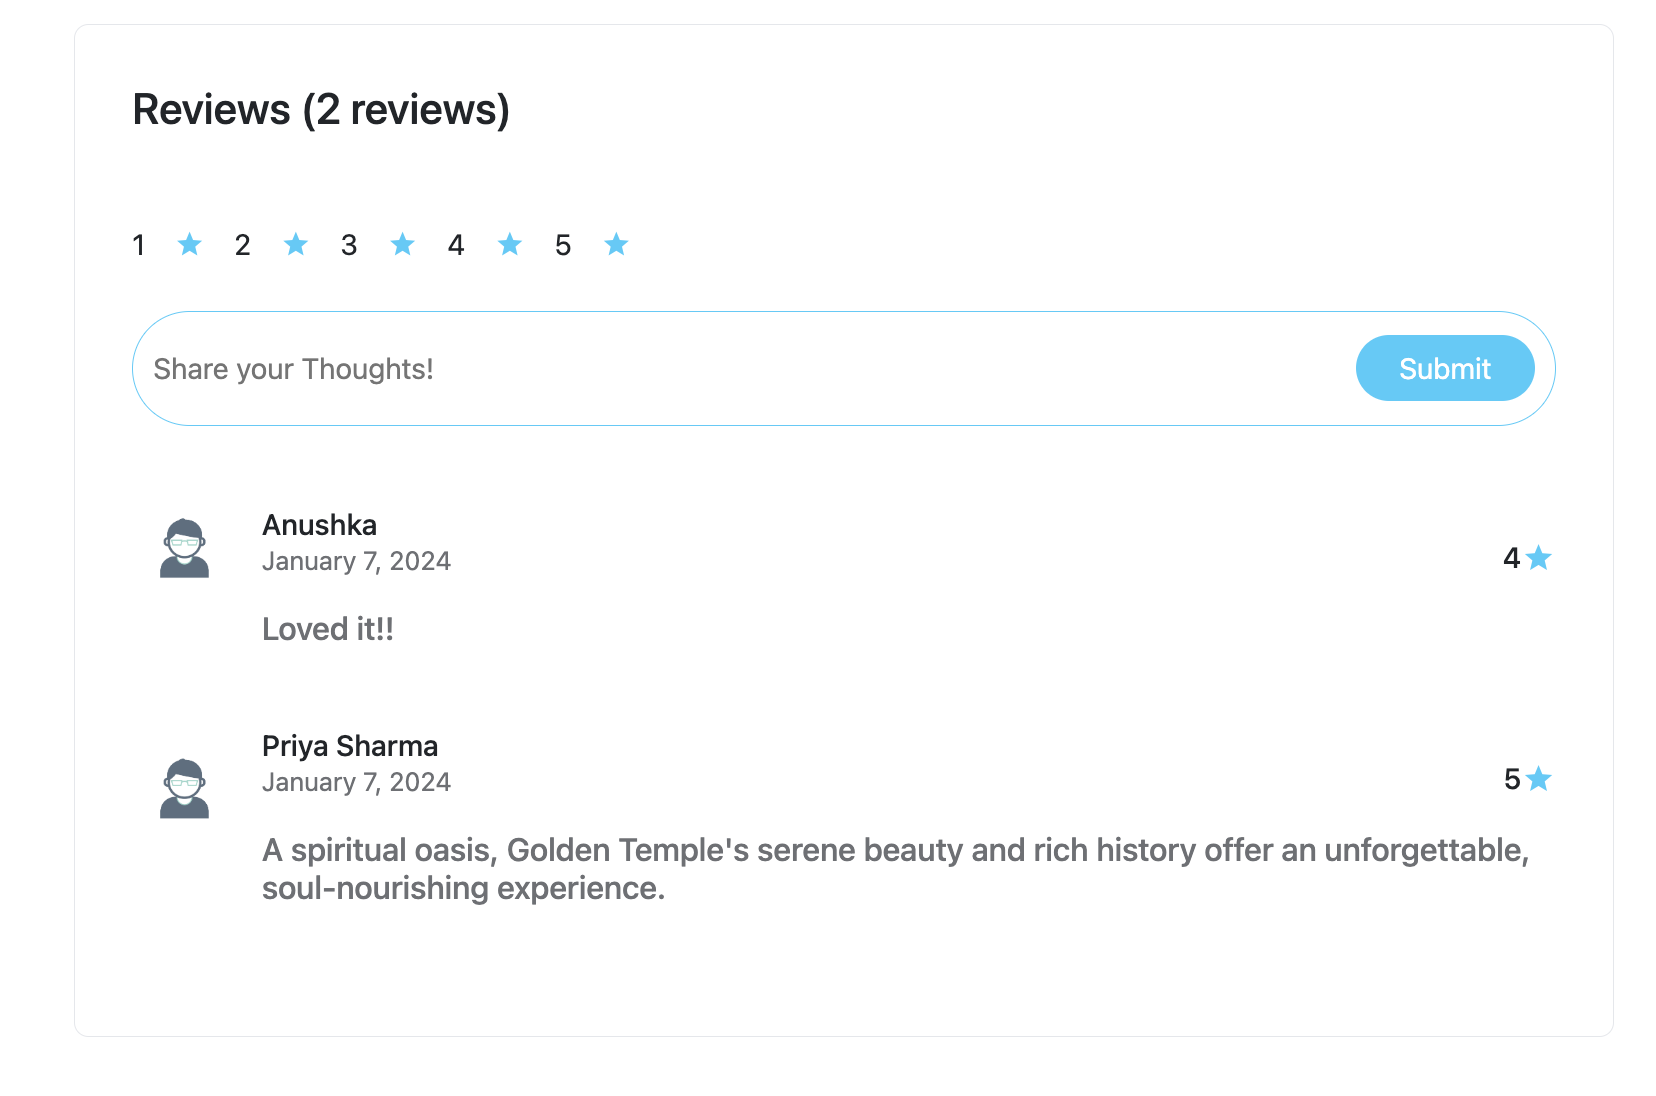 Reviews (2 reviews)
1 2 3 4 5
Share your Thoughts!
Submit
Anushka
January 7, 2024
4
Loved it!!
Priya Sharma
January 7, 2024
5
A spiritual oasis, Golden Temple's serene beauty and rich history offer an unforgettable,
soul-nourishing experience.